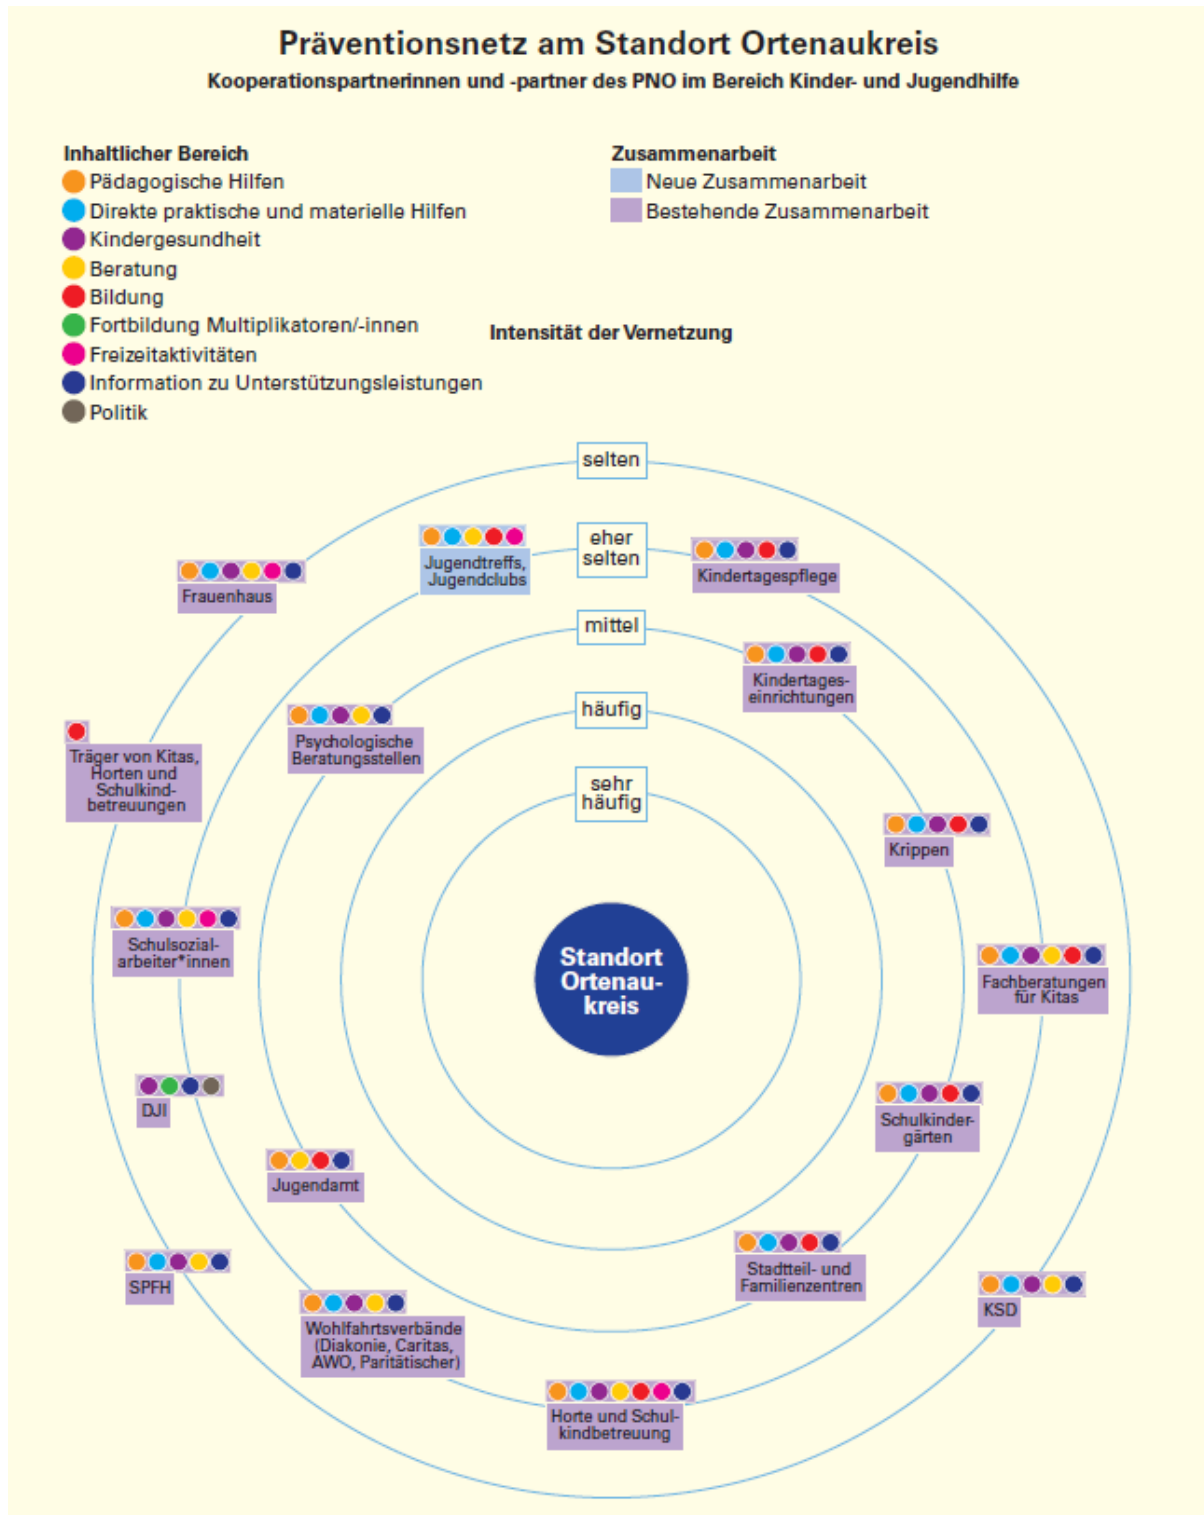 Präventionsnetz am Standort Ortenaukreis
Kooperationspartnerinnen und -partner des PNO im Bereich Kinder- und Jugendhilfe
Inhaltlicher Bereich
Pädagogische Hilfen
Direkte praktische und materielle Hilfen
Kindergesundheit
Beratung
Bildung
Fortbildung Multiplikatoren/-innen
Freizeitaktivitäten
Information zu Unterstützungsleistungen
Politik
Zusammenarbeit
Neue Zusammenarbeit
Bestehende Zusammenarbeit
Intensität der Vernetzung
selten
eher
selten
mittel
häufig
sehr
häufig
Jugendtreffs,
Jugendclubs
Kindertagespflege
Frauenhaus
Kindertages-
einrichtungen
Psychologische
Beratungsstellen
Träger von Kitas,
Horten und
Schulkind-
betreuungen
Krippen
Schulsozial-
arbeiter*innen
Standort
Ortenau-
kreis
Fachberatungen
für Kitas
DJI
Schulkinder-
gärten
Jugendamt
Stadtteil- und
Familienzentren
SPFH
KSD
Wohlfahrtsverbände
(Diakonie, Caritas,
AWO, Paritätischer)
Horte und Schul-
kindbetreuung